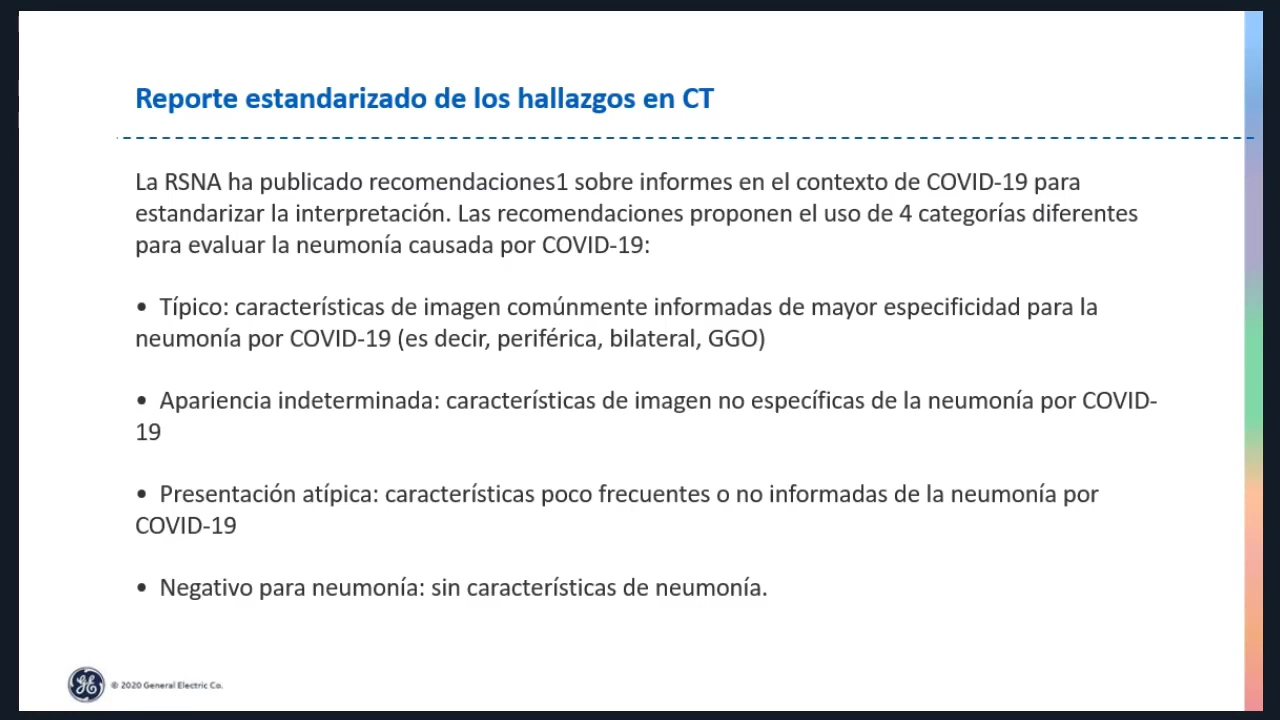 Reporte estandarizado de los hallazgos en CT
La RSNA ha publicado recomendaciones1 sobre informes en el contexto de COVID-19 para
estandarizar la interpretación. Las recomendaciones proponen el uso de 4 categorías diferentes
para evaluar la neumonía causada por COVID-19:
• Típico: características de imagen comúnmente informadas de mayor especificidad para la
neumonía por COVID-19 (es decir, periférica, bilateral, GGO)
• Apariencia indeterminada: características de imagen no específicas de la neumonía por COVID-
19
• Presentación atípica: características poco frecuentes o no informadas de la neumonía por
COVID-19
• Negativo para neumonía: sin características de neumonía.
GE © 2020 General Electric Co.